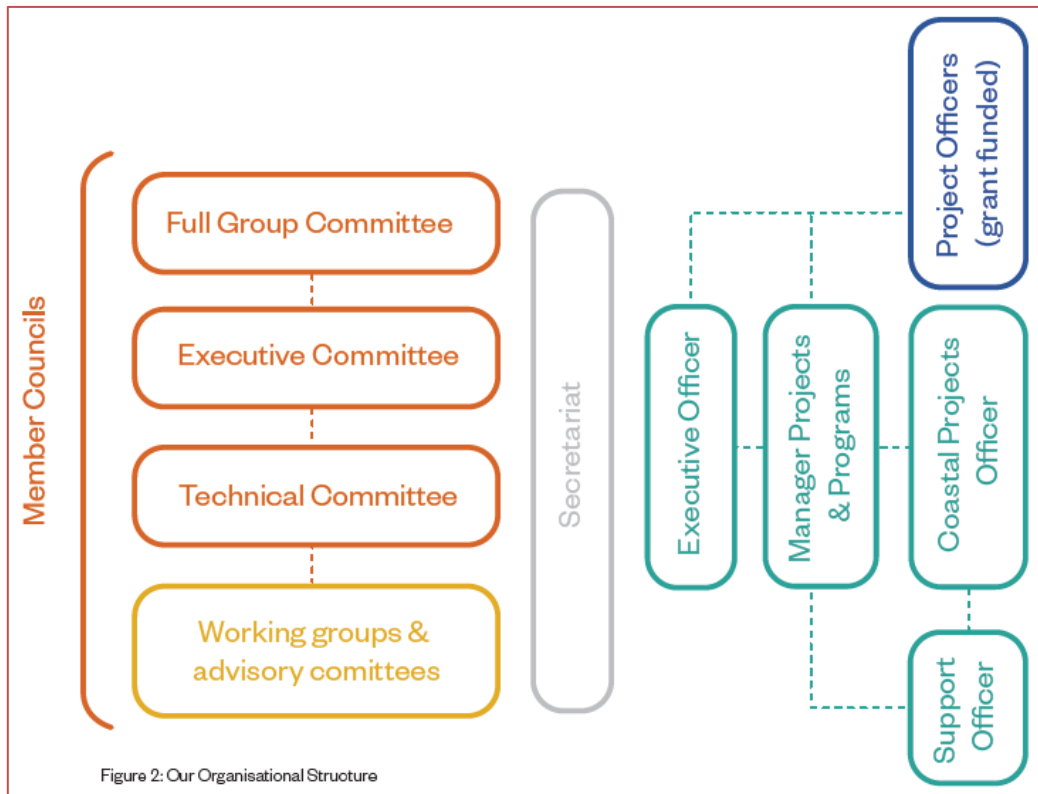 Member Councils
Full Group Committee
Executive Committee
Technical Committee
Working groups &
advisory comittees
Secretariat
Executive Officer
Manager Projects
& Programs
Project Officers
(grant funded)
Coastal Projects
Officer
Support
Officer
Figure 2: Our Organisational Structure